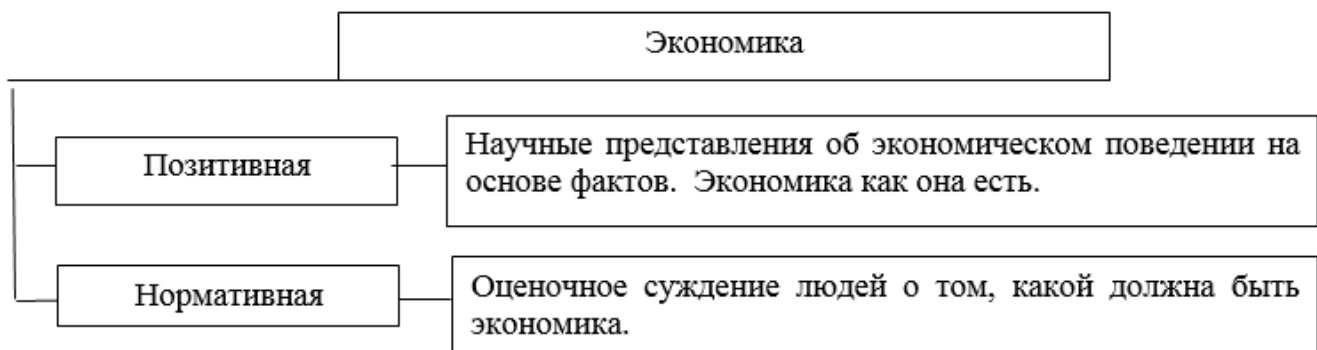 Экономика
Позитивная
Научные представления об экономическом поведении на
основе фактов. Экономика как она есть.
Нормативная
Оценочное суждение людей о том, какой должна быть
экономика.